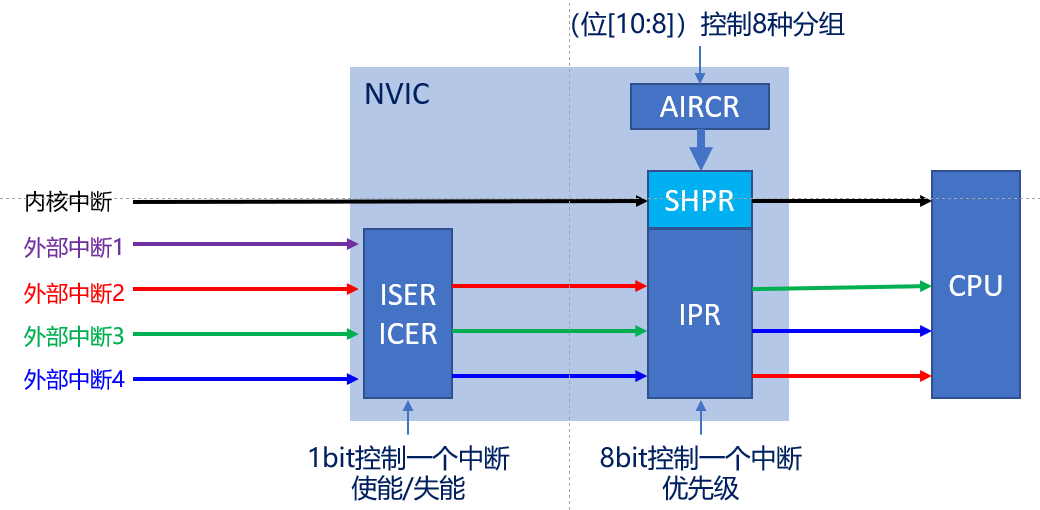 （位[10:8]）控制8种分组
NVIC
AIRCR
内核中断
SHPR
外部中断1
外部中断2
ISER
CPU
外部中断3
ICER
IPR
外部中断4
1bit控制一个中断
使能/失能
8bit控制一个中断
优先级